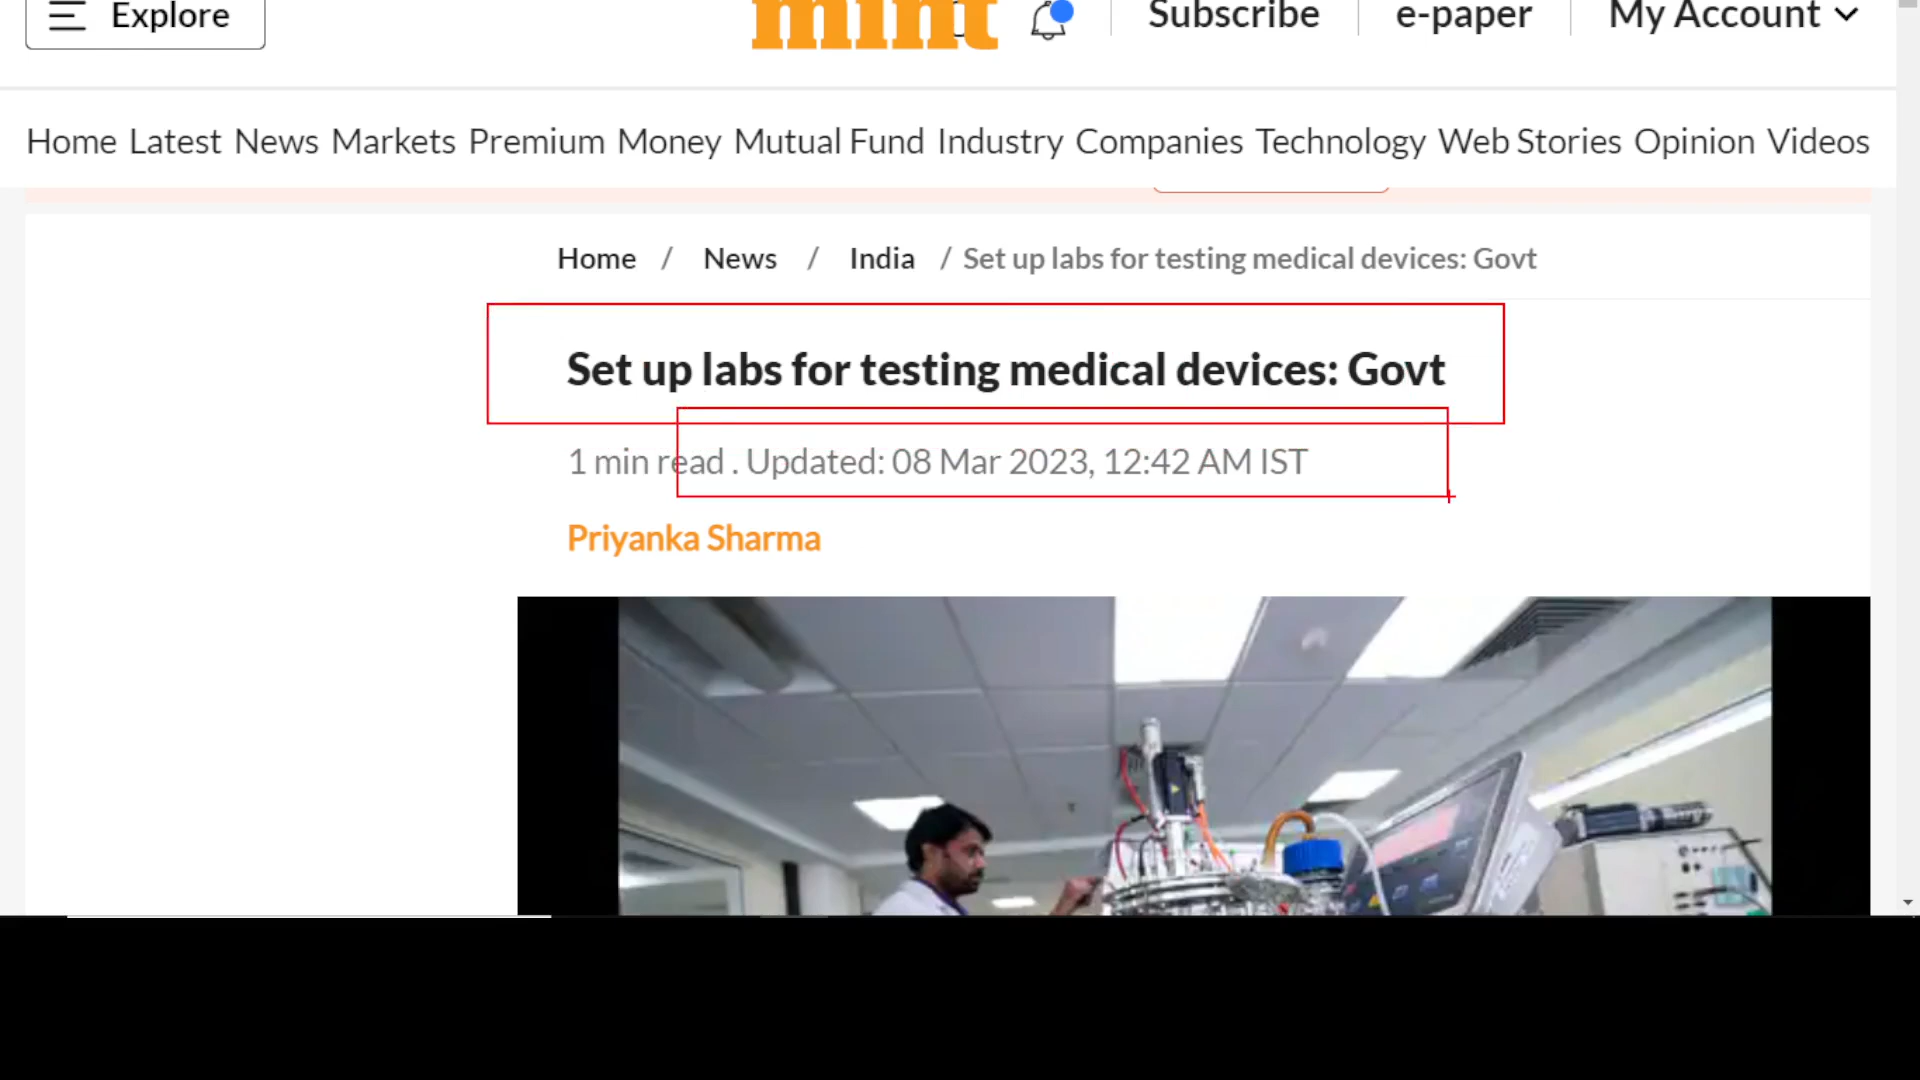 Explore
mint
Subscribe
e-paper
My Account
Home Latest News Markets Premium Money Mutual Fund Industry Companies Technology Web Stories Opinion Videos
Home / News / India / Set up labs for testing medical devices: Govt
Set up labs for testing medical devices: Govt
1 min read . Updated: 08 Mar 2023, 12:42 AM IST
Priyanka Sharma